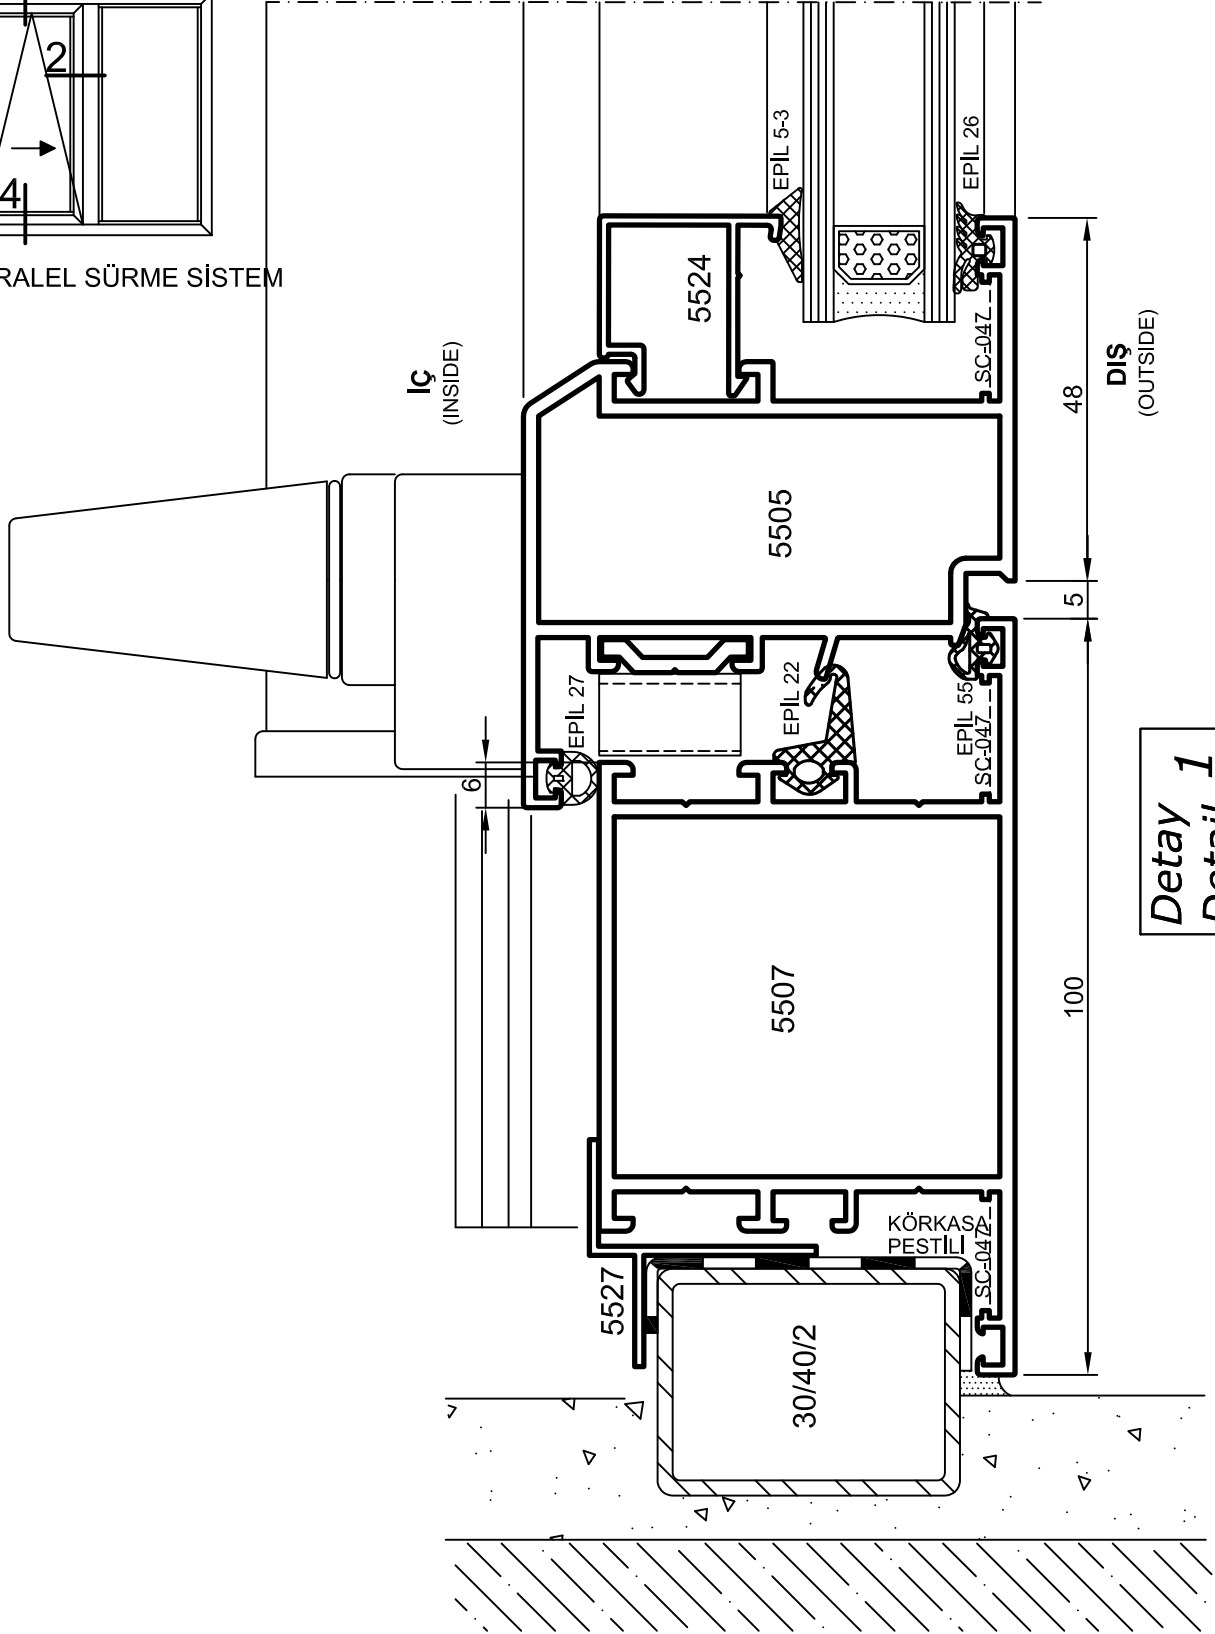 2
4
RALEL SÜRME SİSTEM
EPİL 5-3
EPİL 26
5524
SC-047
İÇ
(INSIDE)
DIŞ
(OUTSIDE)
48
5505
5
EPİL 27
EPİL 22
EPİL 55
SC-047
6
Detay
Detail 1
5507
100
KÖRKASA
PESTİLİ
SC-047
5527
30/40/2